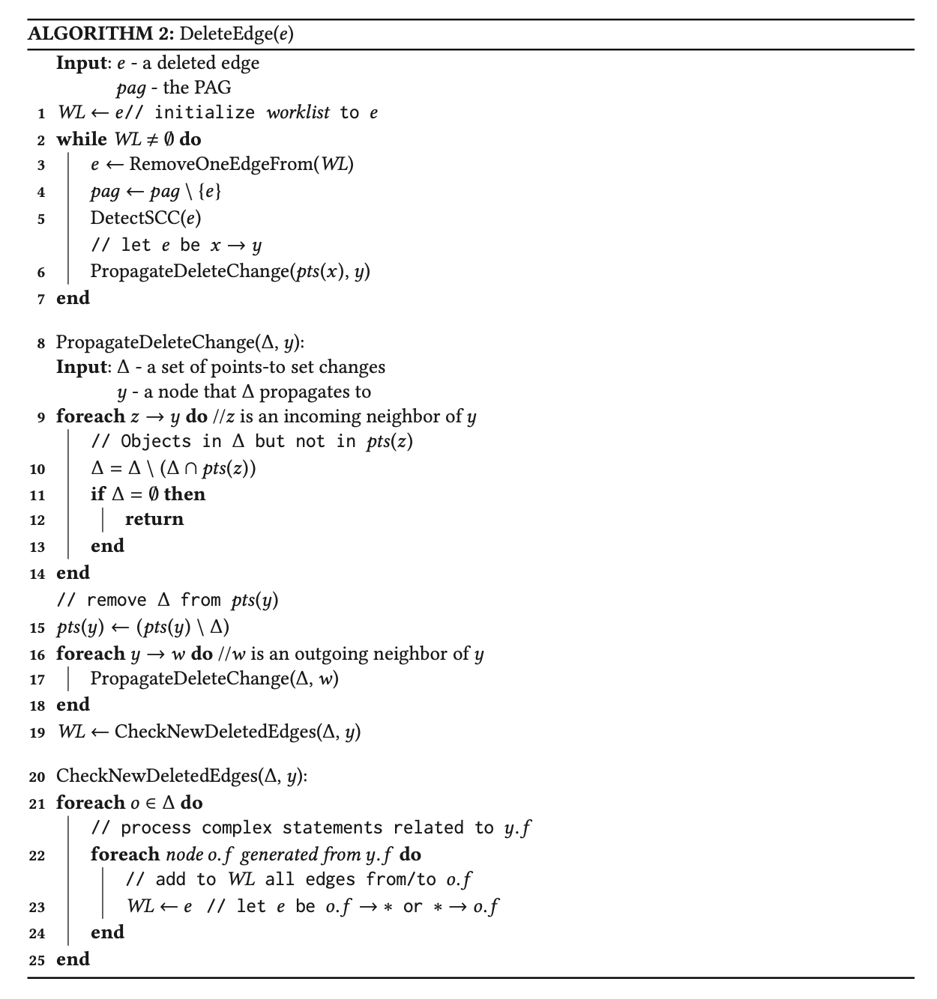 ALGORITHM 2: DeleteEdge(e)
Input: e - a deleted edge
pag - the PAG
1 WL ← e// initialize worklist to e
2 while WL ≠ ∅ do
3 e ← RemoveOneEdgeFrom(WL)
4 pag ← pag \ {e}
5 DetectSCC(e)
// let e be x → y
6 PropagateDeleteChange(pts(x), y)
7 end
8 PropagateDeleteChange(Δ, y):
Input: Δ - a set of points-to set changes
y - a node that Δ propagates to
9 foreach z → y do //z is an incoming neighbor of y
// Objects in Δ but not in pts(z)
10 Δ = Δ \ (Δ ∩ pts(z))
11 if Δ = ∅ then
12 return
13 end
14 end
// remove Δ from pts(y)
15 pts(y) ← (pts(y) \ Δ)
16 foreach y → w do //w is an outgoing neighbor of y
17 PropagateDeleteChange(Δ, w)
18 end
19 WL ← CheckNewDeletedEdges(Δ, y)
20 CheckNewDeletedEdges(Δ, y):
21 foreach o ∈ Δ do
// process complex statements related to y.f
22 foreach node o.f generated from y.f do
// add to WL all edges from/to o.f
23 WL ← e // let e be o.f → * or * → o.f
24 end
25 end